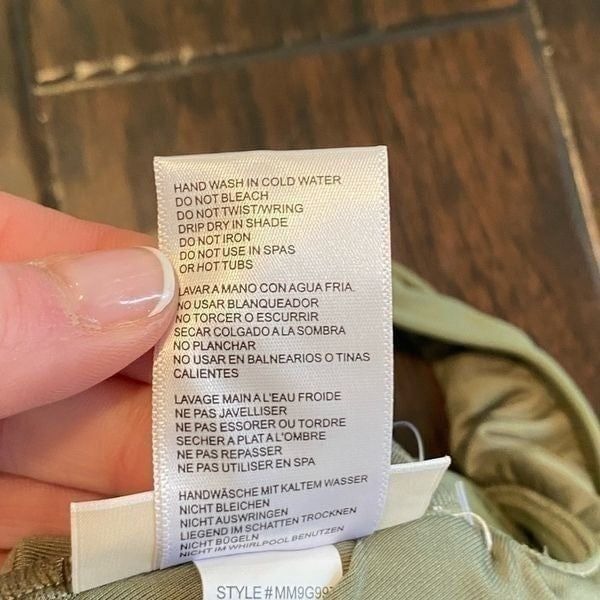 HAND WASH IN COLD WATER
DO NOT BLEACH
DO NOT TWIST/WRING
DRIP DRY IN SHADE
DO NOT IRON
DO NOT USE IN SPAS
OR HOT TUBS
LAVAR A MANO CON AGUA FRIA.
NO USAR BLANQUEADOR
NO TORCER O ESCURRIR
SECAR COLGADO A LA SOMBRA
NO PLANCHAR
NO USAR EN BALNEARIOS O TINAS
CALIENTES
LAVAGE MAIN A L'EAU FROIDE
NE PAS JAVELLISER
NE PAS ESSORER OU TORDRE
SECHER A PLAT A L'OMBRE
NE PAS REPASSER
NE PAS UTILISER EN SPA
HANDWÄSCHE MIT KALTEM WASSER
NICHT BLEICHEN
NICHT AUSWRINGEN
LIEGEND IM SCHATTEN TROCKNEN
NICHT BÜGELN
NICHT IM WHIRLPOOL BENUTZEN
STYLE #